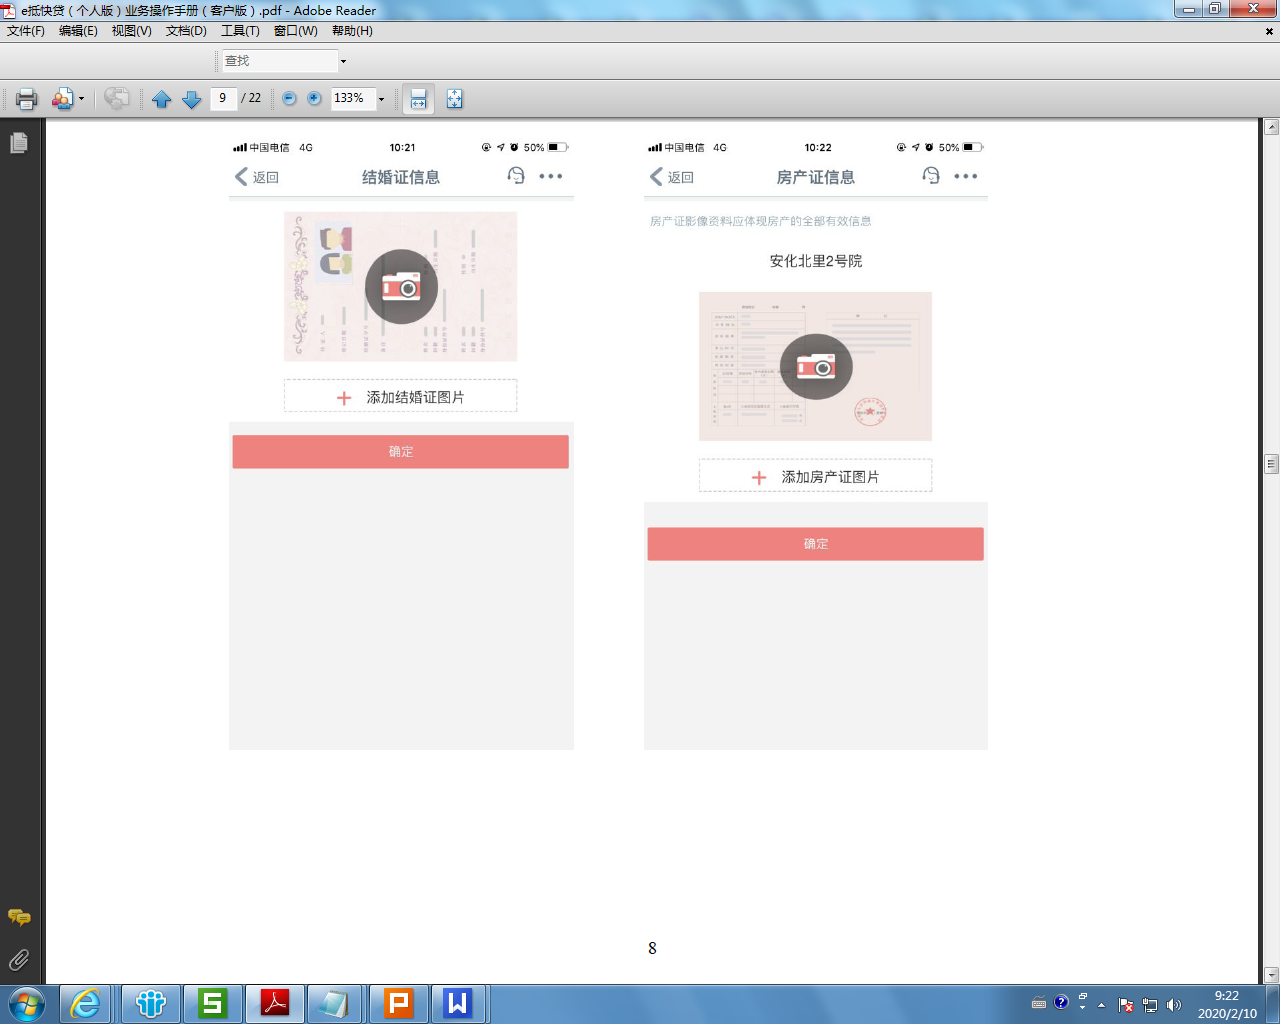 e抵快贷（个人版）业务操作手册（客户版）.pdf - Adobe Reader
文件(F) 编辑(E) 视图(V) 文档(D) 工具(T) 窗口(W) 帮助(H)
查找
9 / 22 133%
中国电信 4G 10:21 50%
返回 结婚证信息
添加结婚证图片
确定
中国电信 4G 10:22 50%
返回 房产证信息
房产证影像资料应体现房产的全部有效信息
安化北里2号院
添加房产证图片
确定
8
9:22
2020/2/10